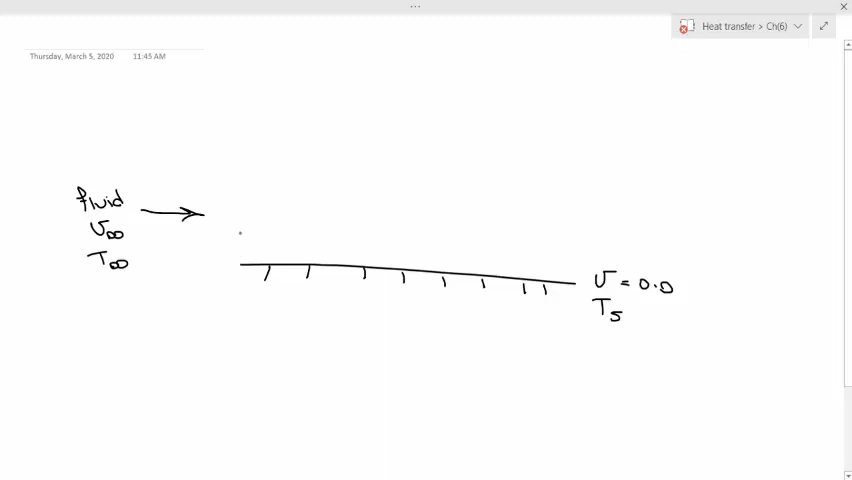 ...
Heat transfer > Ch(6)
Thursday, March 5, 2020 11:45 AM
fluid
U∞
T∞
U = 0.0
Ts